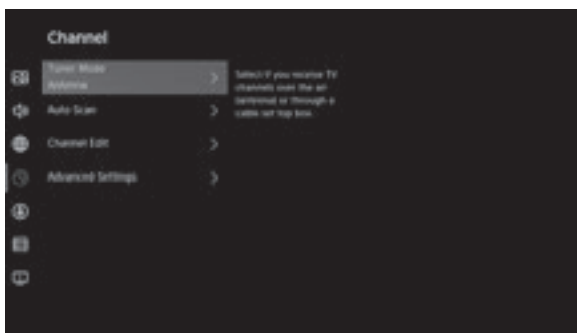 Channel
Tuner Mode
Antenna
Auto Scan
Channel Edit
Advanced Settings
Select if you receive TV
channels over the air
(antenna) or through a
cable set top box.